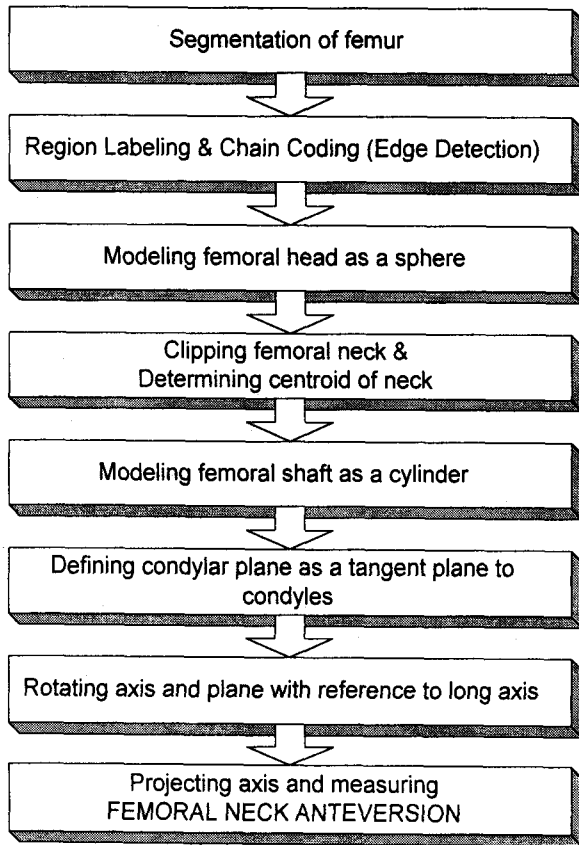 Segmentation of femur
Region Labeling & Chain Coding (Edge Detection)
Modeling femoral head as a sphere
Clipping femoral neck &
Determining centroid of neck
Modeling femoral shaft as a cylinder
Defining condylar plane as a tangent plane to
condyles
Rotating axis and plane with reference to long axis
Projecting axis and measuring
FEMORAL NECK ANTEVERSION